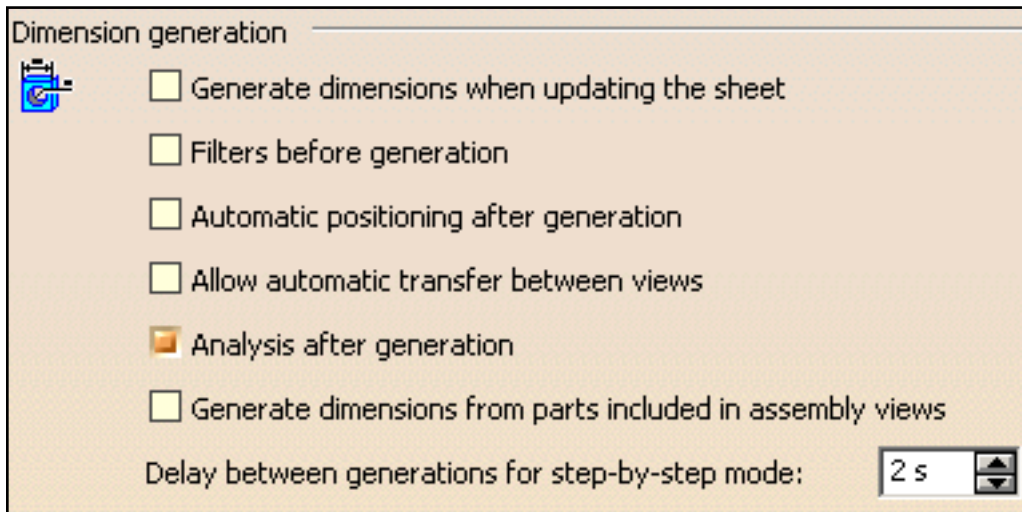 Dimension generation
Generate dimensions when updating the sheet
Filters before generation
Automatic positioning after generation
Allow automatic transfer between views
Analysis after generation
Generate dimensions from parts included in assembly views
Delay between generations for step-by-step mode: 2 s